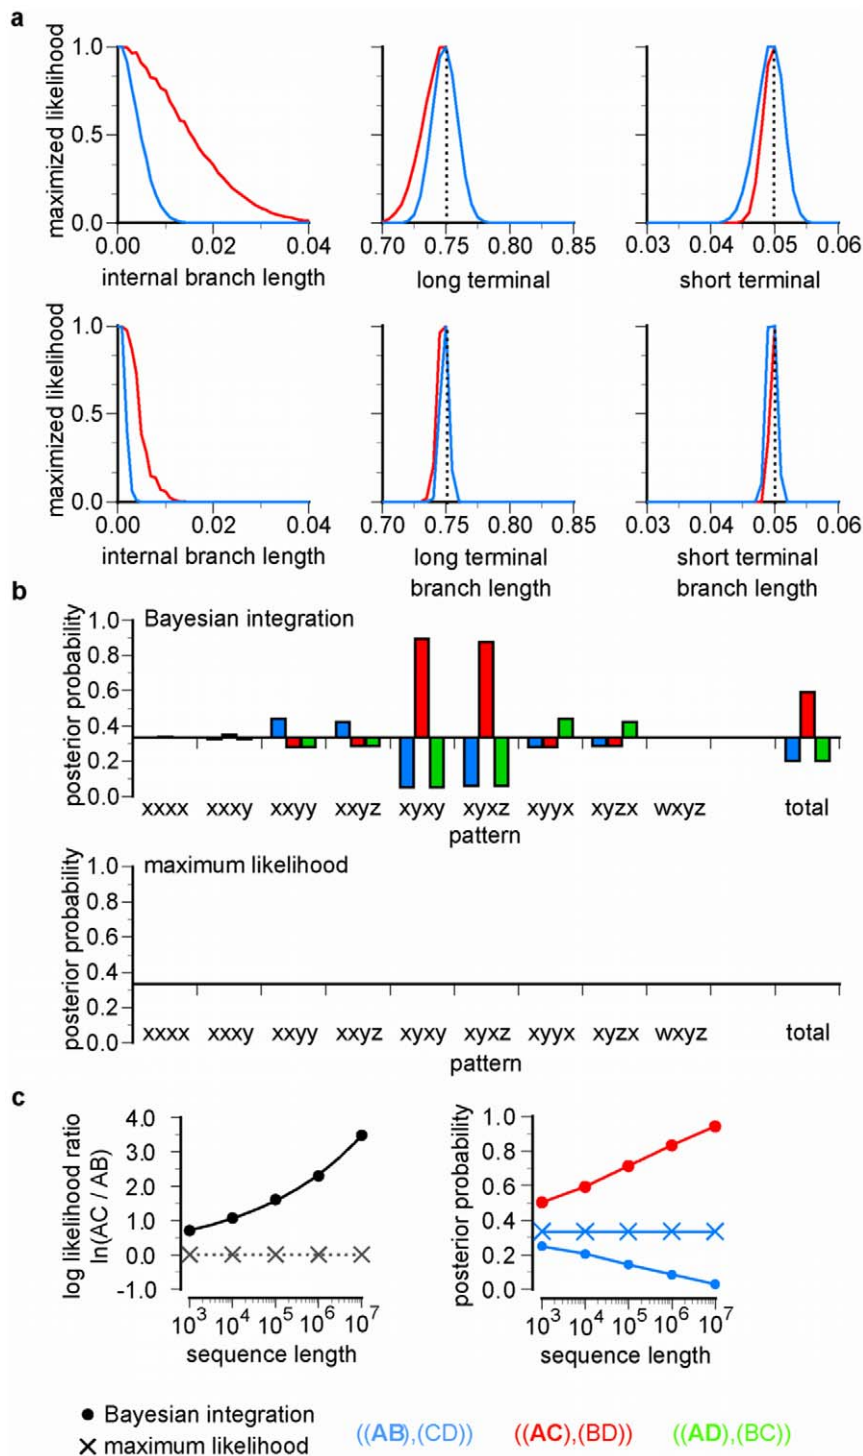 a
maximized likelihood
1.0
0.5
0.0
0.00 0.02 0.04
internal branch length
0.70 0.75 0.80 0.85
long terminal
0.03 0.04 0.05 0.06
short terminal
maximized likelihood
1.0
0.5
0.0
0.00 0.02 0.04
internal branch length
0.70 0.75 0.80 0.85
long terminal
branch length
0.03 0.04 0.05 0.06
short terminal
branch length
b
posterior probability
1.0
0.8
0.6
0.4
0.2
0.0
Bayesian integration
xxxx xxxy xxyy xxyz xyxy xyxz xyyx xyzx wxyz total
pattern
posterior probability
1.0
0.8
0.6
0.4
0.2
0.0
maximum likelihood
xxxx xxxy xxyy xxyz xyxy xyxz xyyx xyzx wxyz total
pattern
c
log likelihood ratio
ln(AC / AB)
4.0
3.0
2.0
1.0
0.0
-1.0
10³ 10⁴ 10⁵ 10⁶ 10⁷
sequence length
posterior probability
1.0
0.8
0.6
0.4
0.2
0.0
10³ 10⁴ 10⁵ 10⁶ 10⁷
sequence length
Bayesian integration
maximum likelihood
((AB),(CD)) ((AC),(BD)) ((AD),(BC))